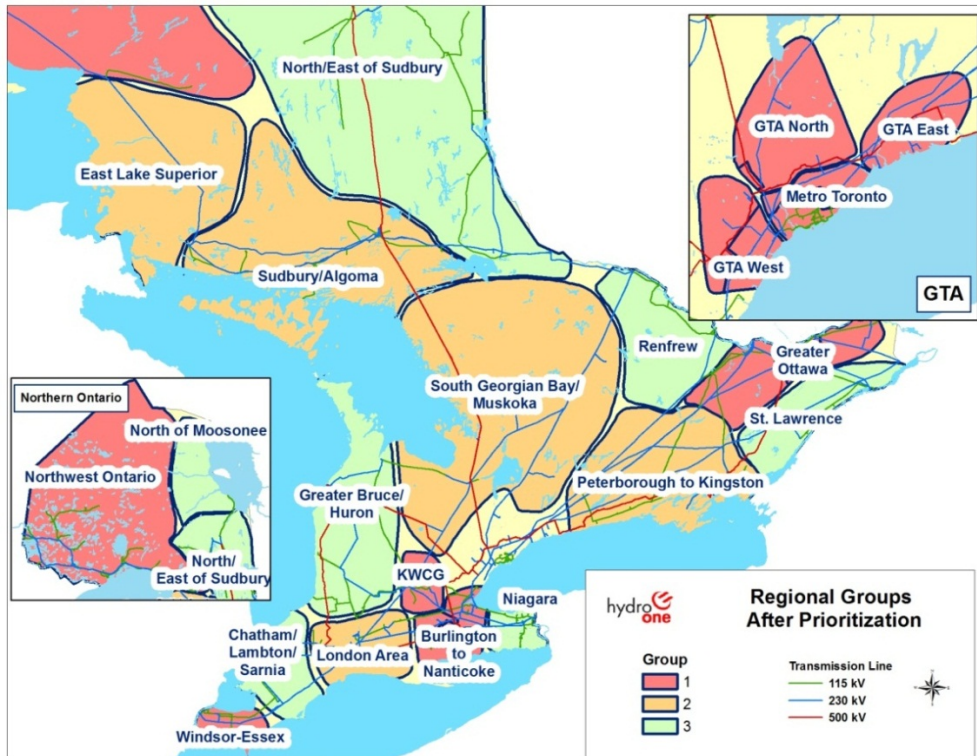 North/East of Sudbury
East Lake Superior
Sudbury/Algoma
GTA North
GTA East
Metro Toronto
GTA West
GTA
Renfrew
Greater
Ottawa
South Georgian Bay/
Muskoka
St. Lawrence
Peterborough to Kingston
Northern Ontario
North of Moosonee
Northwest Ontario
North/
East of Sudbury
Greater Bruce/
Huron
KWCG
Niagara
Chatham/
Lambton/
Sarnia
London Area
Burlington
to
Nanticoke
Windsor-Essex
hydro
one
Regional Groups
After Prioritization
Group
1
2
3
Transmission Line
115 kV
230 kV
500 kV